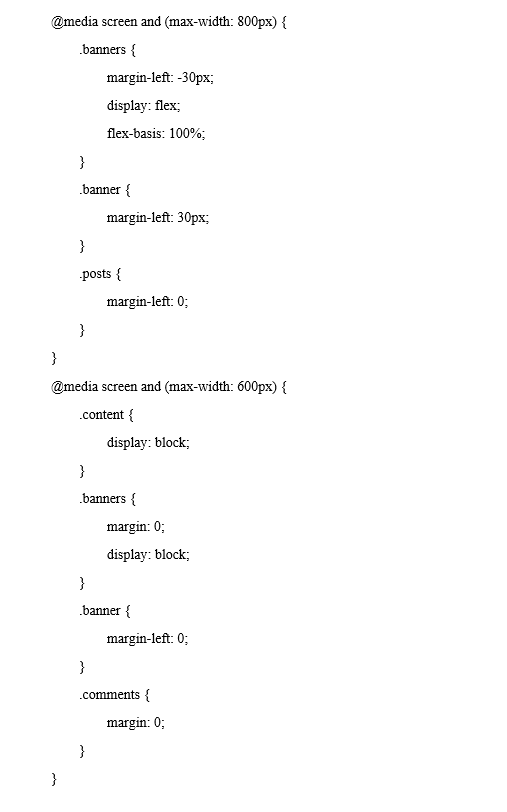 @media screen and (max-width: 800px) {
.banners {
margin-left: -30px;
display: flex;
flex-basis: 100%;
}
.banner {
margin-left: 30px;
}
.posts {
margin-left: 0;
}
}
@media screen and (max-width: 600px) {
.content {
display: block;
}
.banners {
margin: 0;
display: block;
}
.banner {
margin-left: 0;
}
.comments {
margin: 0;
}
}